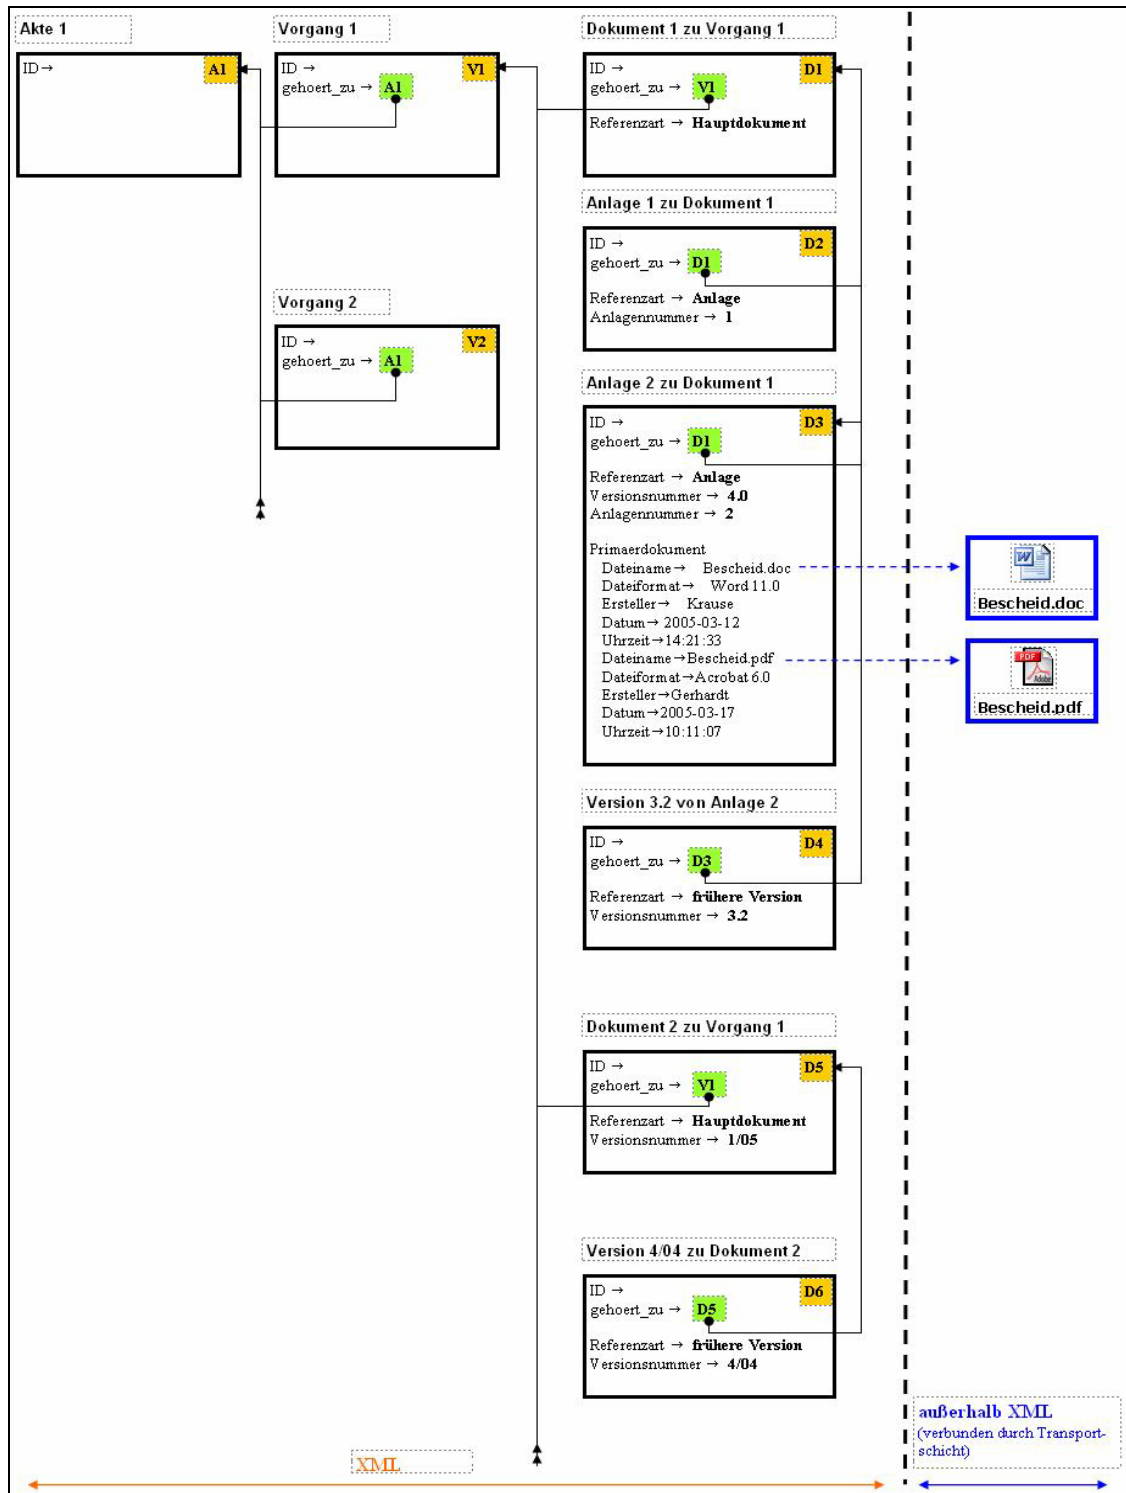 Akte 1
ID→ A1
Vorgang 1
ID → V1
gehoert_zu → A1
Vorgang 2
ID → V2
gehoert_zu → A1
Dokument 1 zu Vorgang 1
ID → D1
gehoert_zu → V1
Referenzart → Hauptdokument
Anlage 1 zu Dokument 1
ID → D2
gehoert_zu → D1
Referenzart → Anlage
Anlagennummer → 1
Anlage 2 zu Dokument 1
ID → D3
gehoert_zu → D1
Referenzart → Anlage
Versionsnummer → 4.0
Anlagennummer → 2
Primaerdokument
Dateiname→ Bescheid.doc
Dateiformat→ Word 11.0
Ersteller→ Krause
Datum→ 2005-03-12
Uhrzeit→14:21:33
Dateiname→Bescheid.pdf
Dateiformat→Acrobat 6.0
Ersteller→Gerhardt
Datum→2005-03-17
Uhrzeit→10:11:07
Version 3.2 von Anlage 2
ID → D4
gehoert_zu → D3
Referenzart → frühere Version
Versionsnummer → 3.2
Dokument 2 zu Vorgang 1
ID → D5
gehoert_zu → V1
Referenzart → Hauptdokument
Versionsnummer → 1/05
Version 4/04 zu Dokument 2
ID → D6
gehoert_zu → D5
Referenzart → frühere Version
Versionsnummer → 4/04
W
Bescheid.doc
PDF
Adobe
Bescheid.pdf
XML
außerhalb XML
(verbunden durch Transport-
schicht)